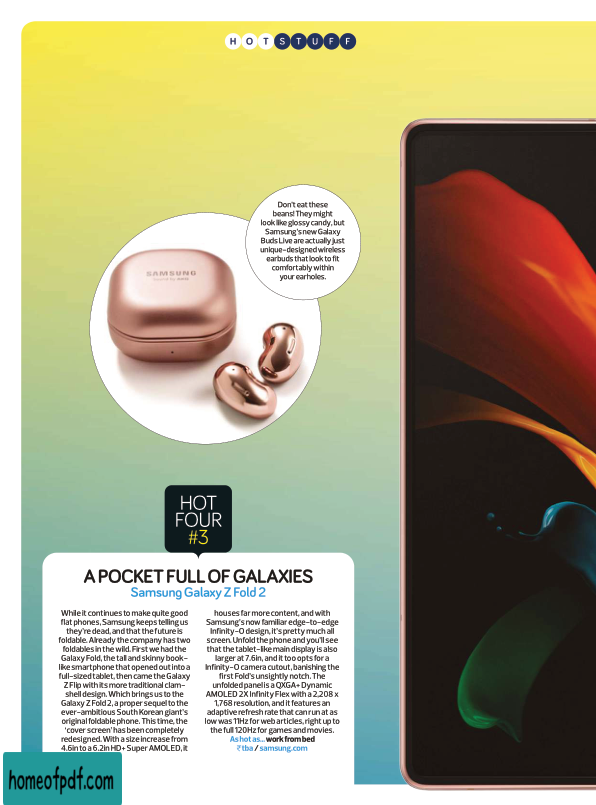 HOTSTUFF
Don't eat these
beans! They might
look like glossy candy, but
Samsung's new Galaxy
Buds Live are actually just
unique-designed wireless
earbuds that look to fit
comfortably within
your earholes.
SAMSUNG
HOT
FOUR
#3
A POCKET FULL OF GALAXIES
Samsung Galaxy Z Fold 2
While it continues to make quite good
flat phones, Samsung keeps telling us
they're dead, and that the future is
foldable. Already the company has two
foldables in the wild. First we had the
Galaxy Fold, the tall and skinny book-
like smartphone that opened out into a
full-sized tablet, then came the Galaxy
Z Flip with its more traditional clam-
shell design. Which brings us to the
Galaxy Z Fold 2, a proper sequel to the
ever-ambitious South Korean giant's
original foldable phone. This time, the
'cover screen' has been completely
redesigned. With a size increase from
4.6in to a 6.2in HD+ Super AMOLED, it
houses far more content, and with
Samsung's now familiar edge-to-edge
Infinity-O design, it's pretty much all
screen. Unfold the phone and you'll see
that the tablet-like main display is also
larger at 7.6in, and it too opts for a
Infinity-O camera cutout, banishing the
first Fold's unsightly notch. The
unfolded panel is a QXGA+ Dynamic
AMOLED 2X Infinity Flex with a 2,208 x
1,768 resolution, and it features an
adaptive refresh rate that can run at as
low was 11Hz for web articles, right up to
the full 120Hz for games and movies.
As hot as... work from bed
₹ tba / samsung.com
homeofpdf.com